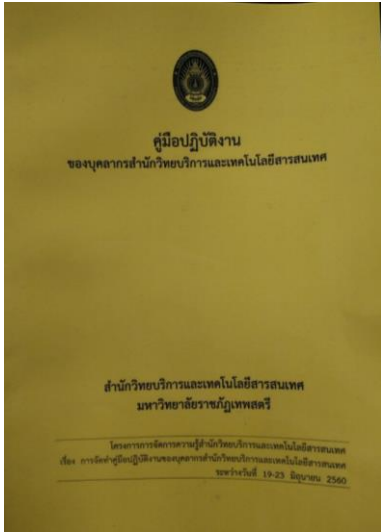 คู่มือปฏิบัติงาน
ของบุคลากรสำนักวิทยบริการและเทคโนโลยีสารสนเทศ
สำนักวิทยบริการและเทคโนโลยีสารสนเทศ
มหาวิทยาลัยราชภัฏเทพสตรี
โครงการการจัดการความรู้สำนักวิทยบริการและเทคโนโลยีสารสนเทศ
เรื่อง การจัดทำคู่มือปฏิบัติงานของบุคลากรสำนักวิทยบริการและเทคโนโลยีสารสนเทศ
ระหว่างวันที่ 19-23 มิถุนายน 2560